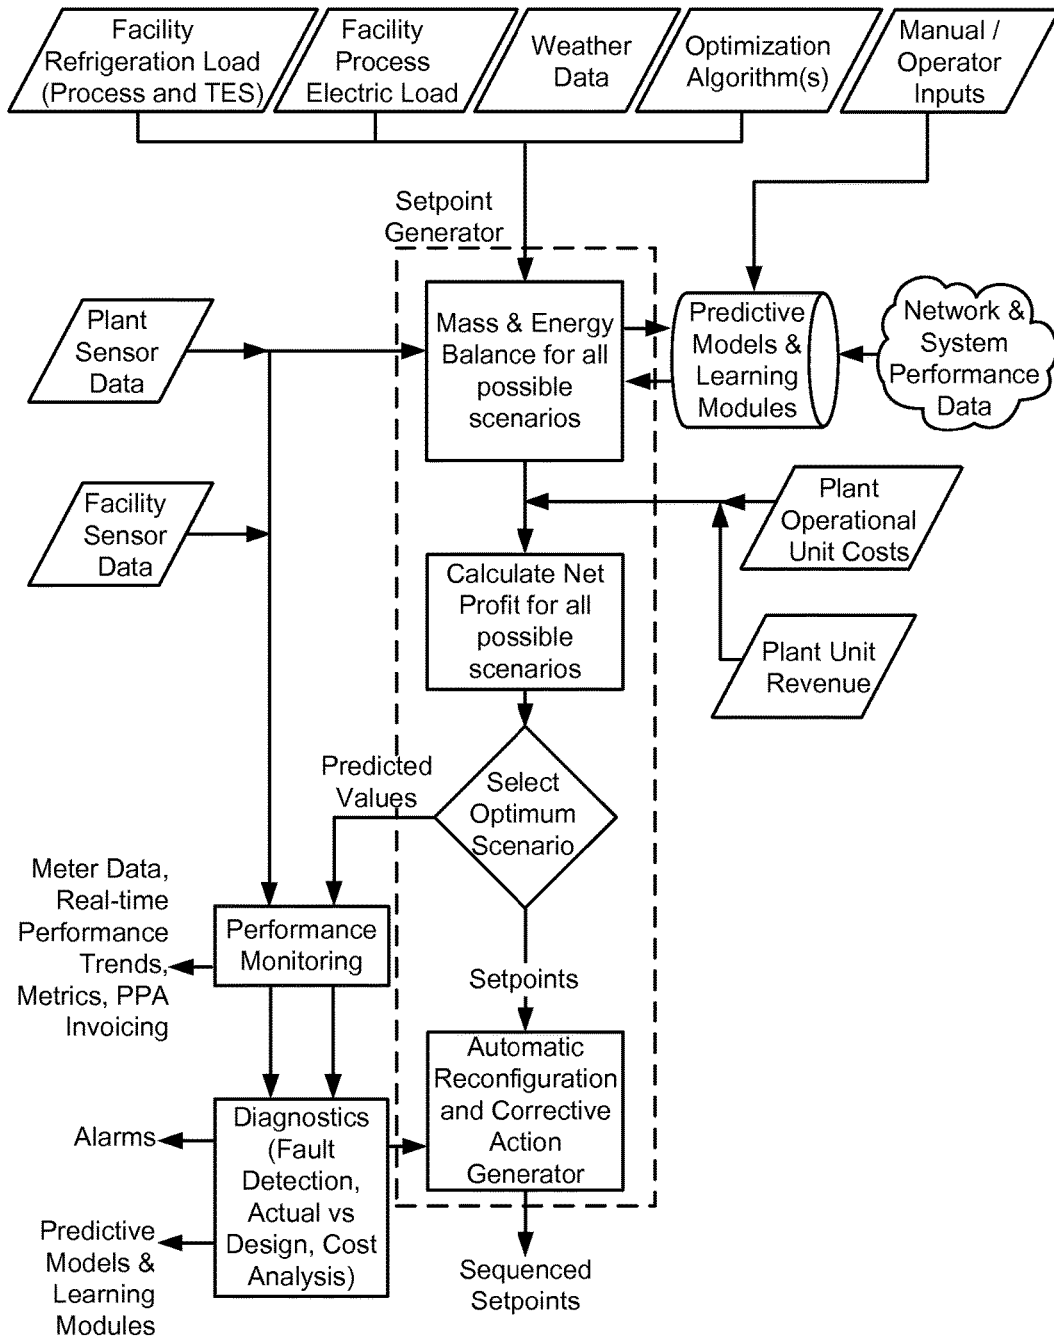 Facility
Refrigeration Load
(Process and TES)
Facility
Process
Electric Load
Weather
Data
Optimization
Algorithm(s)
Manual /
Operator
Inputs
Setpoint
Generator
Plant
Sensor
Data
Mass & Energy
Balance for all
possible
scenarios
Predictive
Models &
Learning
Modules
Network &
System
Performance
Data
Facility
Sensor
Data
Plant
Operational
Unit Costs
Calculate Net
Profit for all
possible
scenarios
Plant Unit
Revenue
Predicted
Values
Select
Optimum
Scenario
Meter Data,
Real-time
Performance
Trends,
Metrics, PPA
Invoicing
Performance
Monitoring
Setpoints
Automatic
Reconfiguration
and Corrective
Action
Generator
Diagnostics
(Fault
Detection,
Actual vs
Design, Cost
Analysis)
Alarms
Predictive
Models &
Learning
Modules
Sequenced
Setpoints